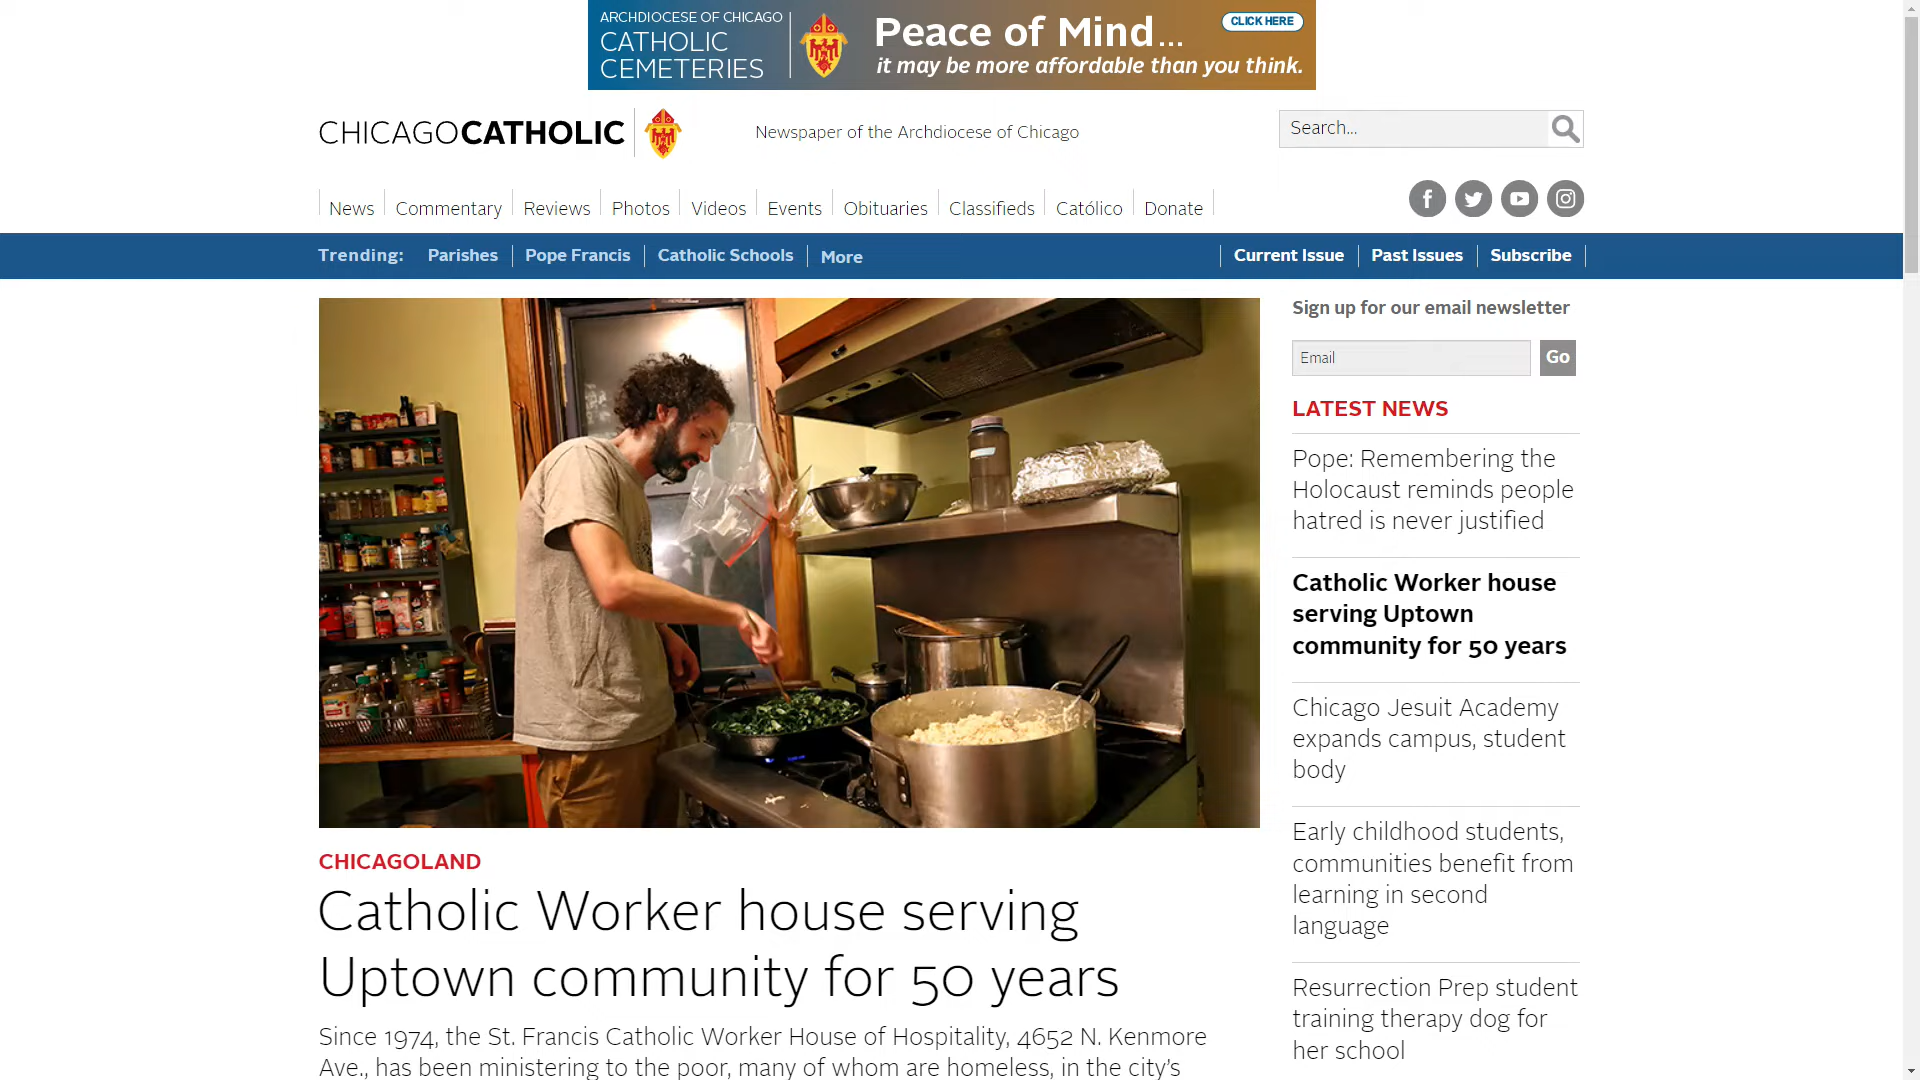 ARCHDIOCESE OF CHICAGO
CATHOLIC
CEMETERIES
Peace of Mind...
it may be more affordable than you think.
CLICK HERE
CHICAGOCATHOLIC
Newspaper of the Archdiocese of Chicago
Search...
News
Commentary
Reviews
Photos
Videos
Events
Obituaries
Classifieds
Católico
Donate
Trending:
Parishes
Pope Francis
Catholic Schools
More
Current Issue
Past Issues
Subscribe
CHICAGOLAND
Catholic Worker house serving
Uptown community for 50 years
Since 1974, the St. Francis Catholic Worker House of Hospitality, 4652 N. Kenmore
Ave., has been ministering to the poor, many of whom are homeless, in the city's
Sign up for our email newsletter
Email
Go
LATEST NEWS
Pope: Remembering the
Holocaust reminds people
hatred is never justified
Catholic Worker house
serving Uptown
community for 50 years
Chicago Jesuit Academy
expands campus, student
body
Early childhood students,
communities benefit from
learning in second
language
Resurrection Prep student
training therapy dog for
her school